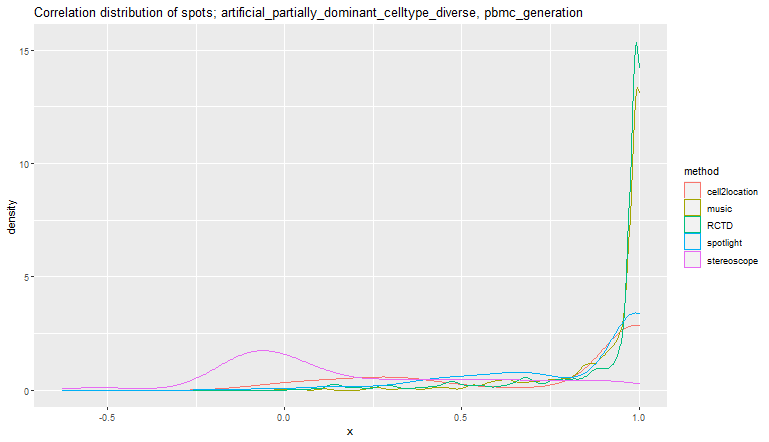 Correlation distribution of spots; artificial_partially_dominant_celltype_diverse, pbmc_generation
15
10
5
0
density
-0.5
0.0
0.5
1.0
x
method
cell2location
music
RCTD
spotlight
stereoscope